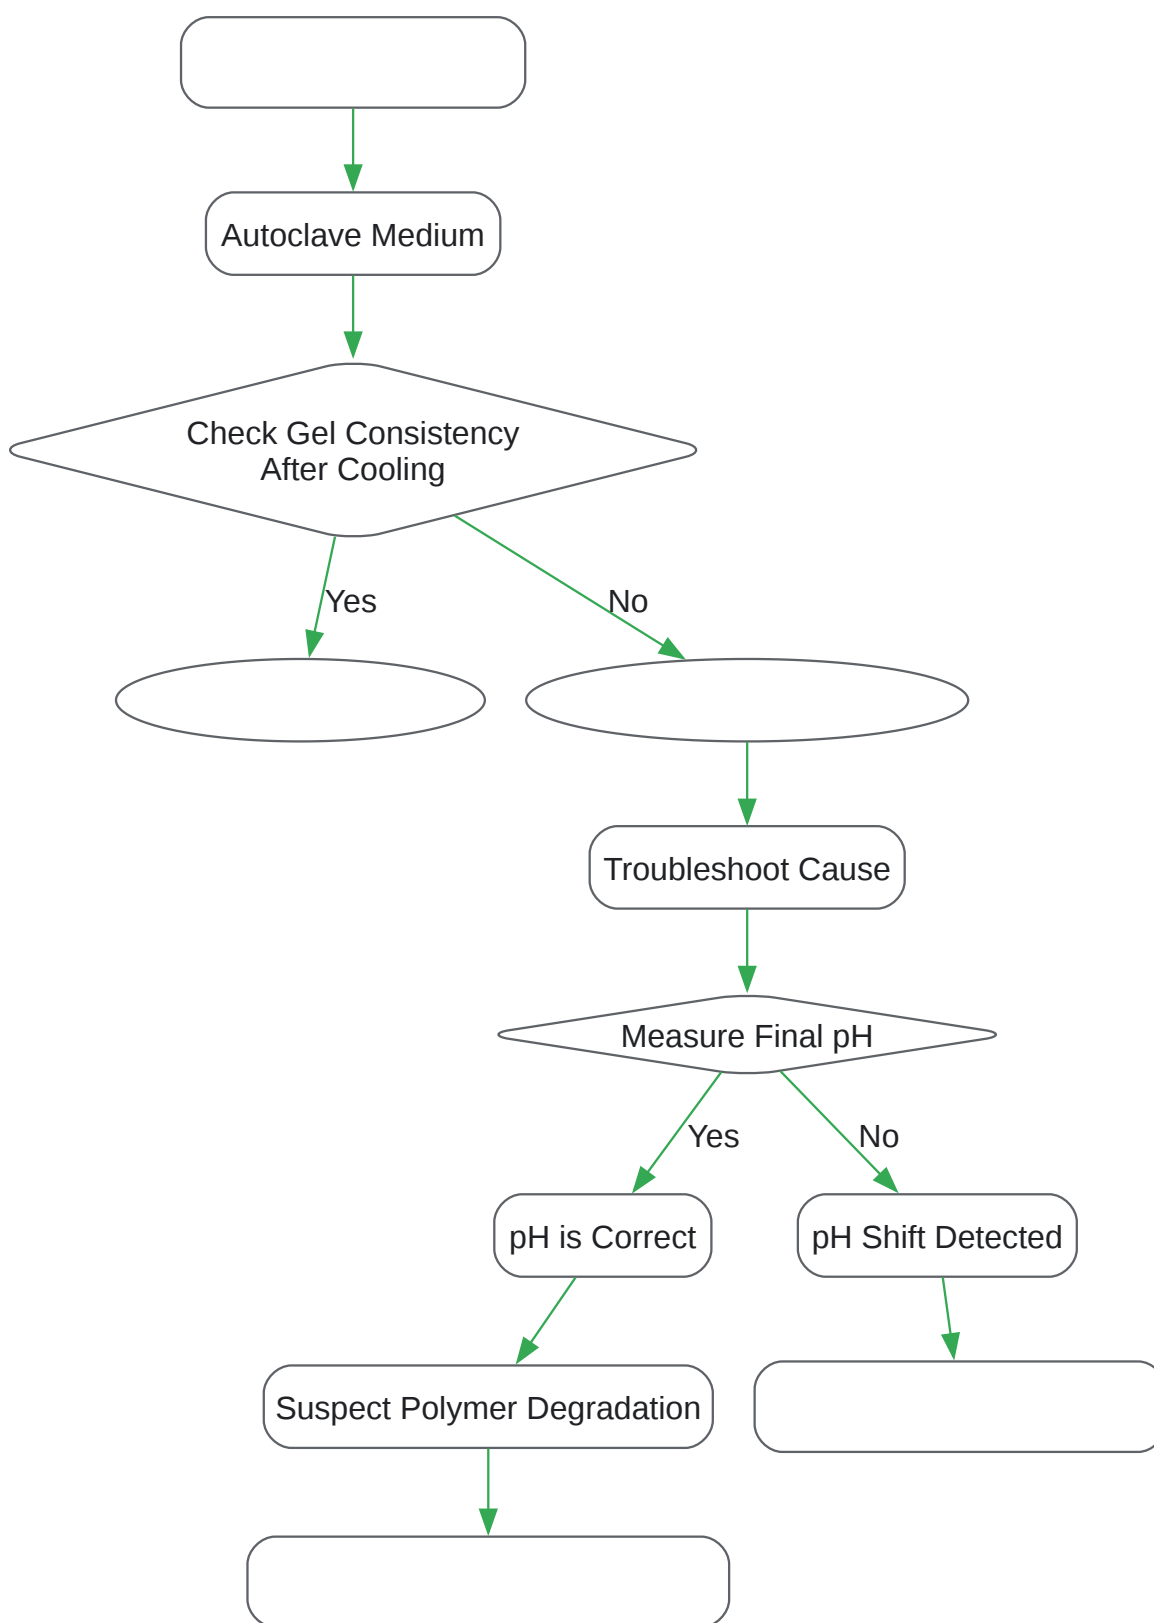 Autoclave Medium
Check Gel Consistency
After Cooling
Yes
No
Troubleshoot Cause
Measure Final pH
Yes
No
pH is Correct
pH Shift Detected
Suspect Polymer Degradation